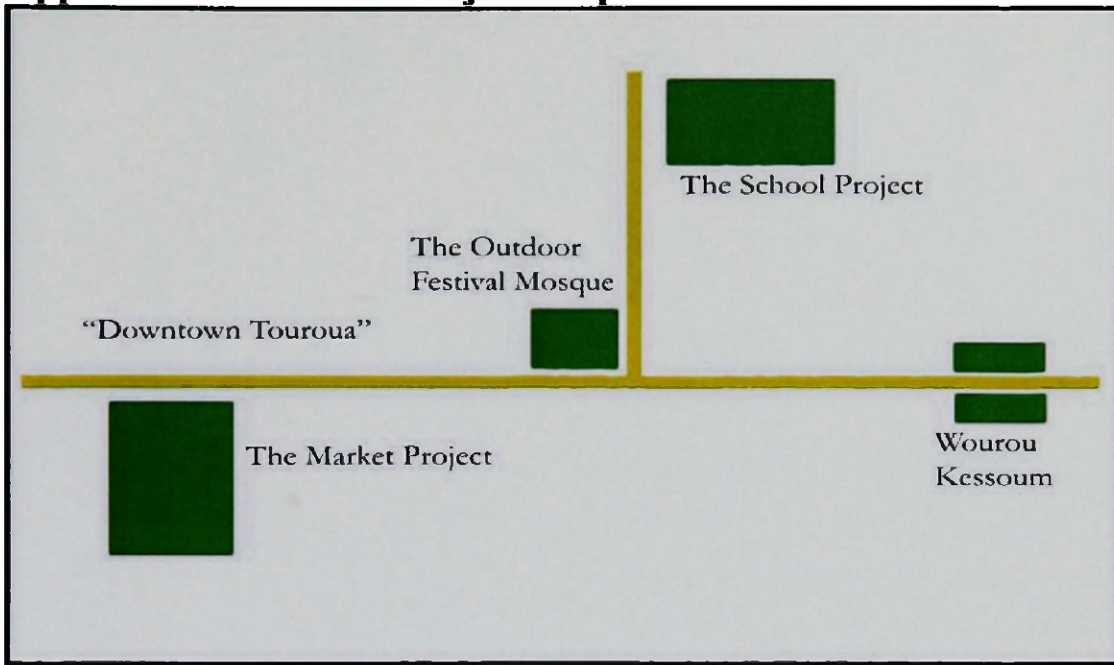 The School Project
The Outdoor
Festival Mosque
“Downtown Touroua”
The Market Project
Wourou
Kessoum